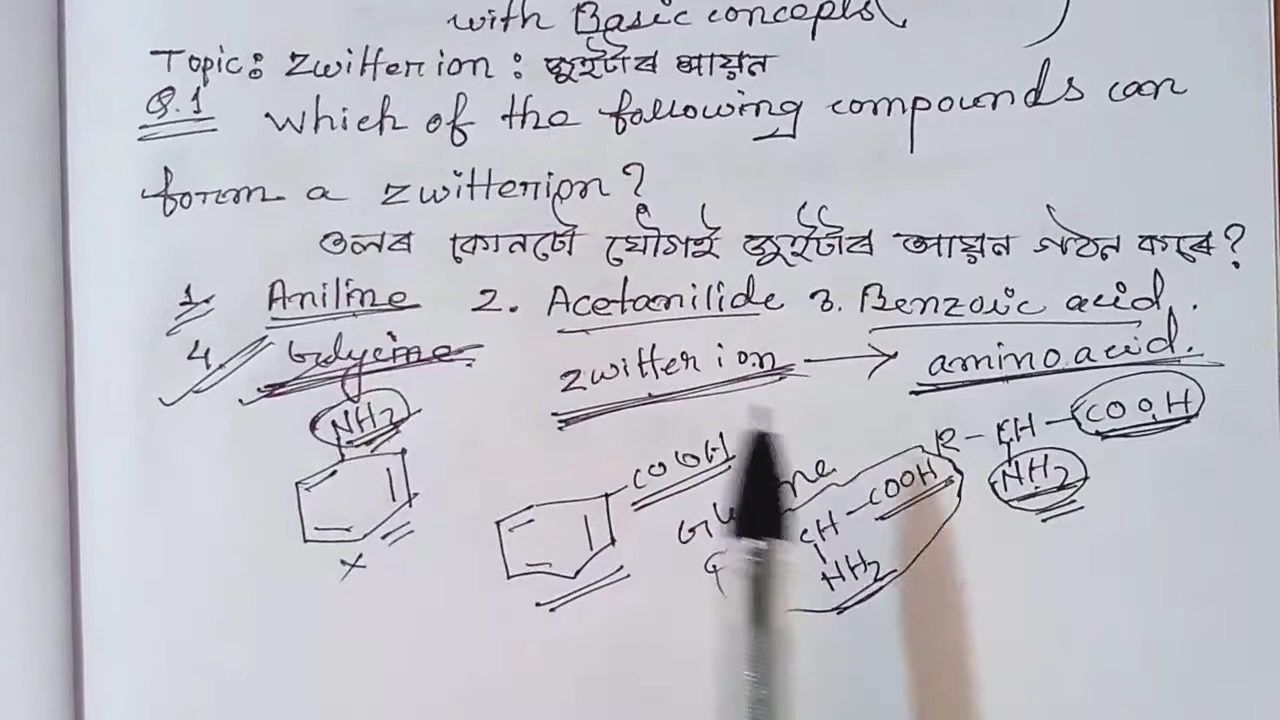 with Basic concepts
Topic: Zwitter ion : জুইটাৰ আয়ন
Q.1 Which of the following compounds can
form a zwitterion?
তলৰ কোনটো যৌগই জুইটাৰ আয়ন গঠন কৰে?
1. Aniline 2. Acetanilide 3. Benzoic acid.
4. Glycine
zwitter ion → amino acid.
NH2
COOH
R-CH-COOH
NH2
CH-COOH
NH2
x